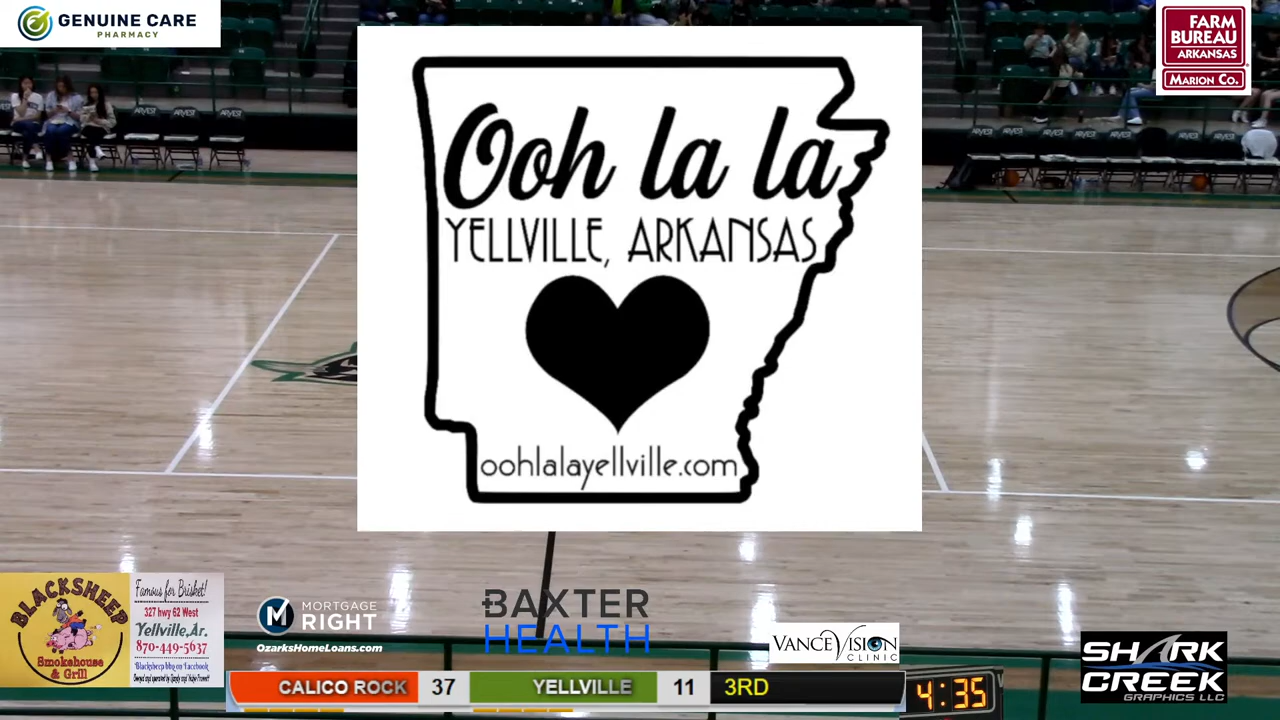 GENUINE CARE
PHARMACY
FARM
BUREAU
ARKANSAS
MARION CO.
Ooh la la
YELLVILLE, ARKANSAS
oohlalayellville.com
BLACKSHEEP
Smokehouse
& Grill
Famous for Brisket!
327 hwy 62 West
Yellville, Ar.
870-449-5637
MORTGAGE
RIGHT
OzarksHomeLoans.com
BAXTER
HEALTH
VANCE VISION
CLINIC
SHARK
CREEK
GRAPHICS LLC
CALICO ROCK 37 YELLVILLE 11 3RD 4:35